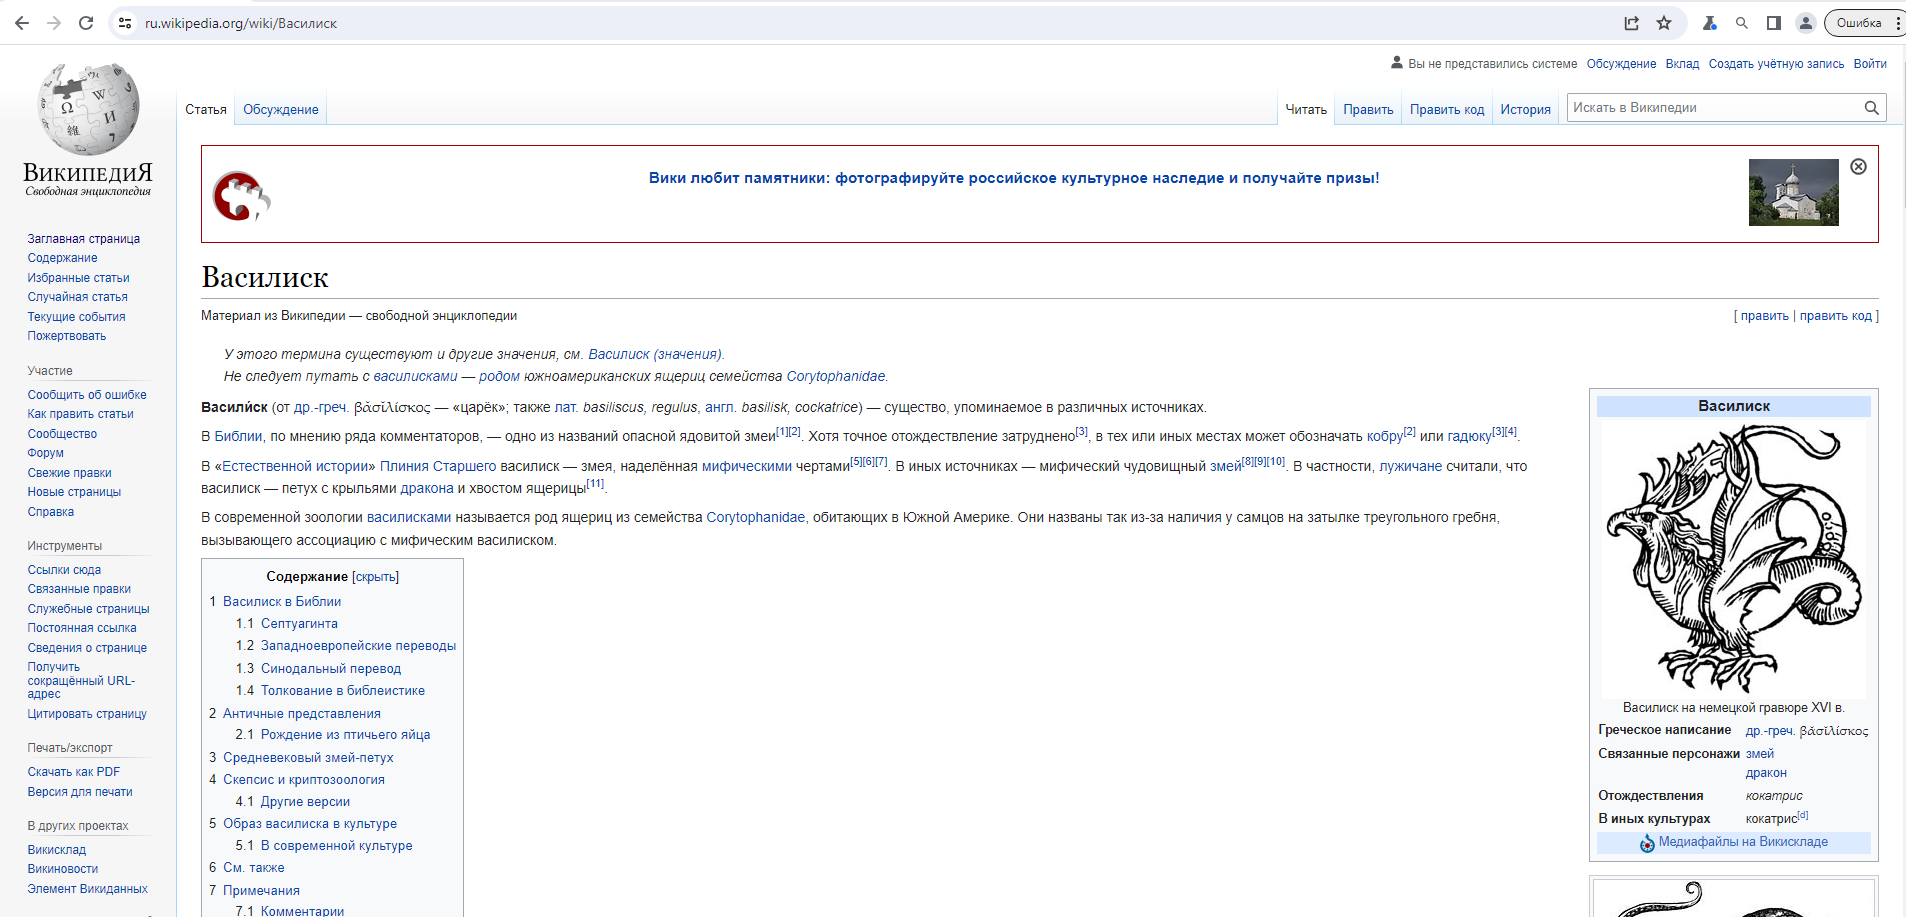 ru.wikipedia.org/wiki/Василиск
Ошибка
Вы не представились системе Обсуждение Вклад Создать учётную запись Войти
Статья Обсуждение Читать Править Править код История Искать в Википедии
ВикипедиЯ
Свободная энциклопедия
Заглавная страница
Содержание
Избранные статьи
Случайная статья
Текущие события
Пожертвовать
Участие
Сообщить об ошибке
Как править статьи
Сообщество
Форум
Свежие правки
Новые страницы
Справка
Инструменты
Ссылки сюда
Связанные правки
Служебные страницы
Постоянная ссылка
Сведения о странице
Получить
сокращённый URL-
адрес
Цитировать страницу
Печать/экспорт
Скачать как PDF
Версия для печати
В других проектах
Викисклад
Викиновости
Элемент Викиданных
Вики любит памятники: фотографируйте российское культурное наследие и получайте призы!
Василиск
Материал из Википедии — свободной энциклопедии
[ править | править код ]
У этого термина существуют и другие значения, см. Василиск (значения).
Не следует путать с василисками — родом южноамериканских ящериц семейства Corytophanidae.
Васили́ск (от др.-греч. βᾰσῐλίσκος — «царёк»; также лат. basiliscus, regulus, англ. basilisk, cockatrice) — существо, упоминаемое в различных источниках.
В Библии, по мнению ряда комментаторов, — одно из названий опасной ядовитой змеи[1][2]. Хотя точное отождествление затруднено[3], в тех или иных местах может обозначать кобру[2] или гадюку[3][4].
В «Естественной истории» Плиния Старшего василиск — змея, наделённая мифическими чертами[5][6][7]. В иных источниках — мифический чудовищный змей[8][9][10]. В частности, лужичане считали, что
василиск — петух с крыльями дракона и хвостом ящерицы[11].
В современной зоологии василисками называется род ящериц из семейства Corytophanidae, обитающих в Южной Америке. Они названы так из-за наличия у самцов на затылке треугольного гребня,
вызывающего ассоциацию с мифическим василиском.
Содержание [скрыть]
1 Василиск в Библии
1.1 Септуагинта
1.2 Западноевропейские переводы
1.3 Синодальный перевод
1.4 Толкование в библеистике
2 Античные представления
2.1 Рождение из птичьего яйца
3 Средневековый змей-петух
4 Скепсис и криптозоология
4.1 Другие версии
5 Образ василиска в культуре
5.1 В современной культуре
6 См. также
7 Примечания
7.1 Комментарии
Василиск
Василиск на немецкой гравюре XVI в.
Греческое написание др.-греч. βᾰσῐλίσκος
Связанные персонажи змей
дракон
Отождествления кокатрис
В иных культурах кокатрис[d]
Медиафайлы на Викискладе